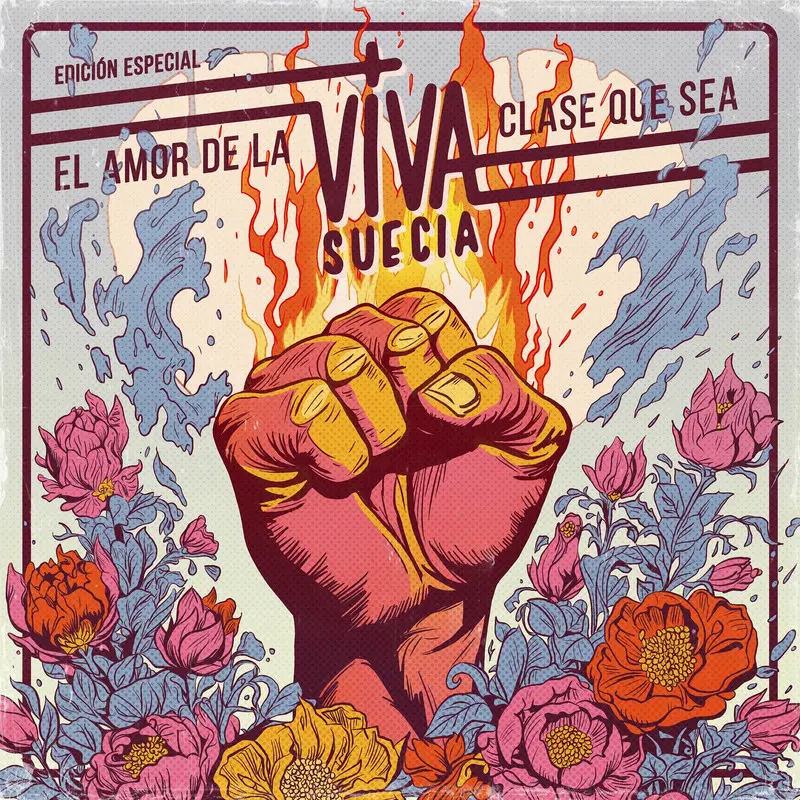 EDICIÓN ESPECIAL
EL AMOR DE LA
CLASE QUE SEA
VIVA
SUECIA